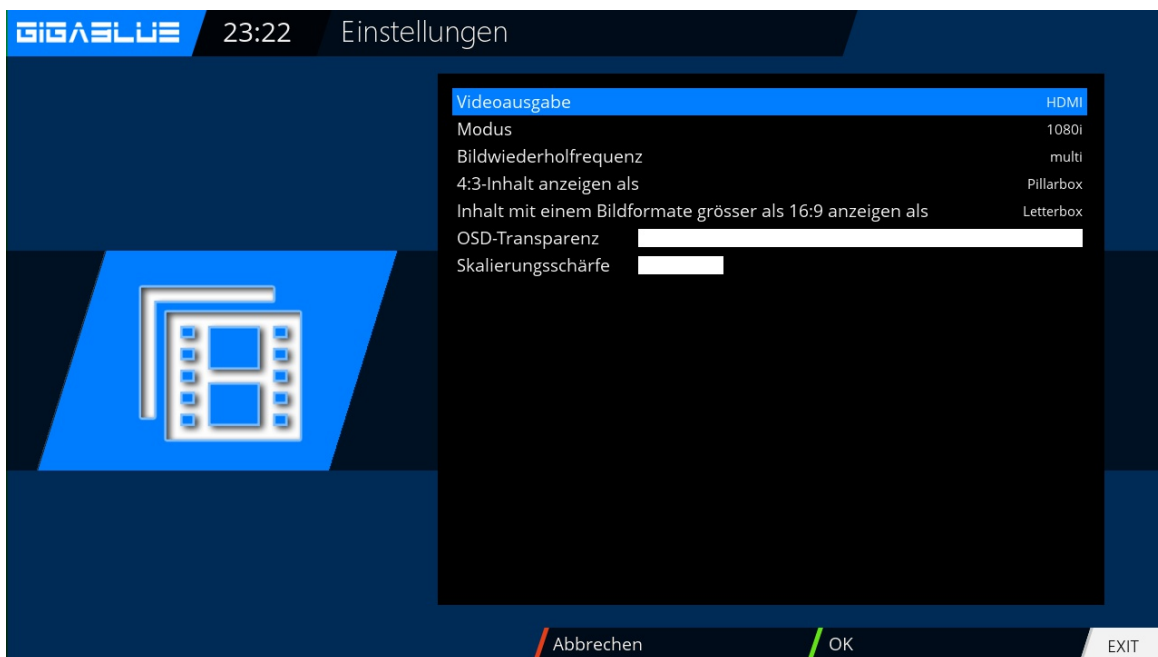 GIGABLUE 23:22 Einstellungen
Videoausgabe HDMI
Modus 1080i
Bildwiederholfrequenz multi
4:3-Inhalt anzeigen als Pillarbox
Inhalt mit einem Bildformate grösser als 16:9 anzeigen als Letterbox
OSD-Transparenz
Skalierungsschärfe
Abbrechen OK EXIT